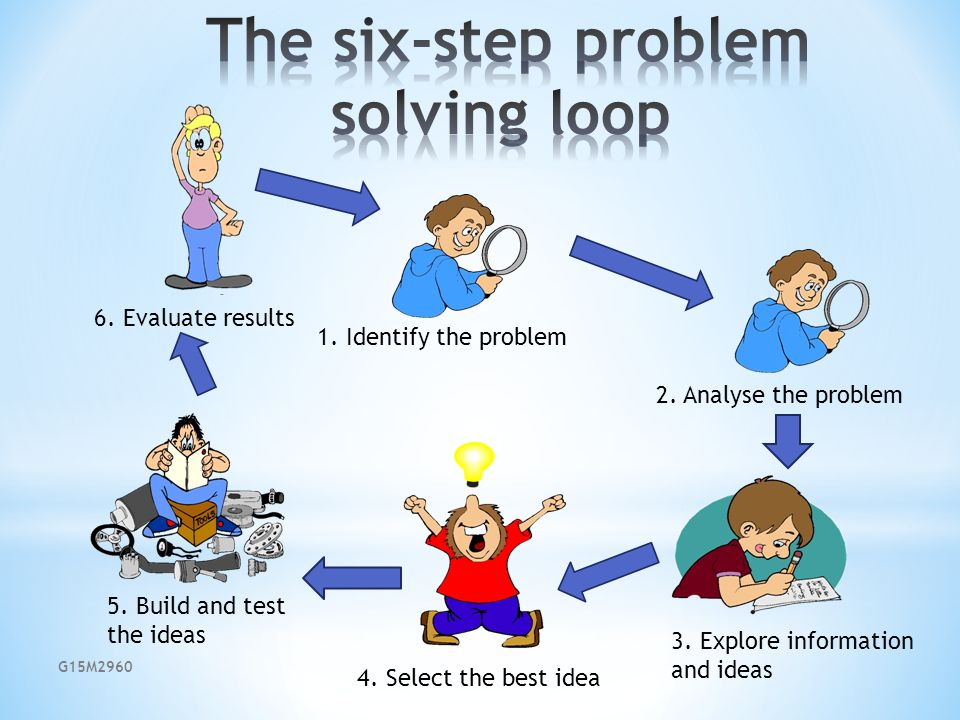 The six-step problem
solving loop
6. Evaluate results
1. Identify the problem
2. Analyse the problem
TOOLS
5. Build and test
the ideas
3. Explore information
and ideas
G15M2960
4. Select the best idea